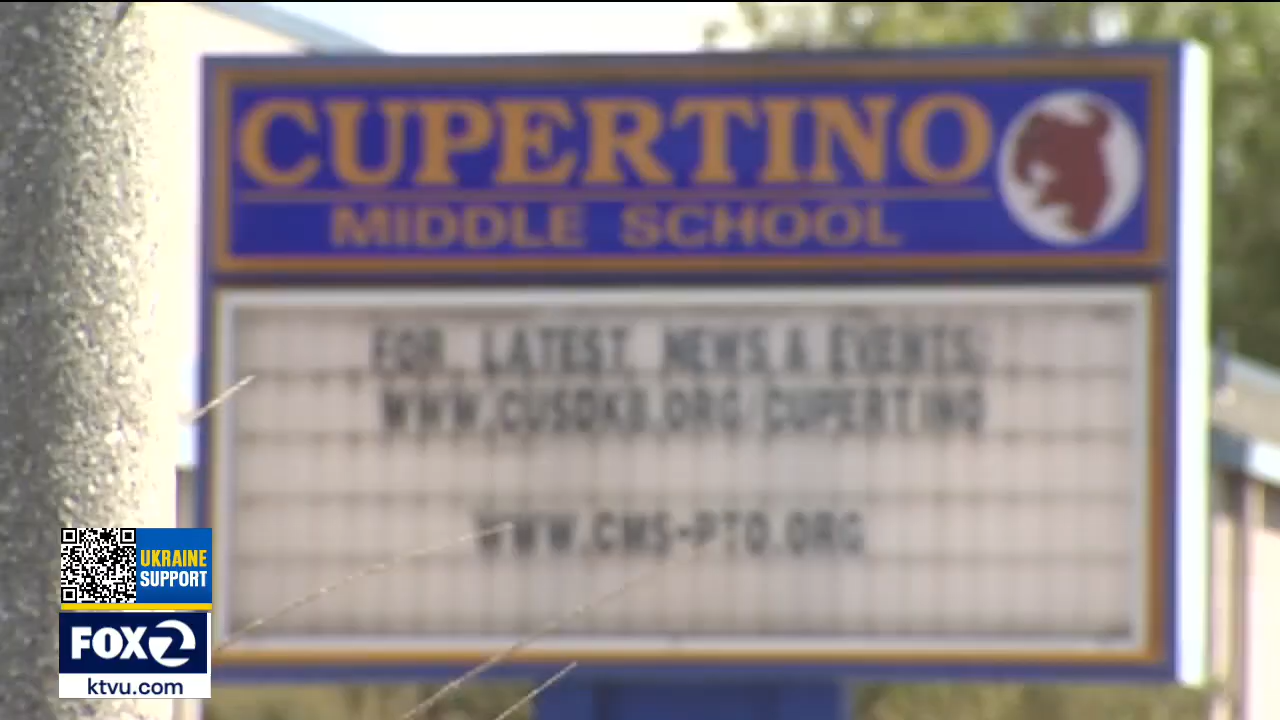 CUPERTINO
MIDDLE SCHOOL
FOR LATEST NEWS & EVENTS:
WWW.CUSDK8.ORG/CUPERTINO
WWW.CMS-PTO.ORG
UKRAINE
SUPPORT
FOX 2
ktvu.com